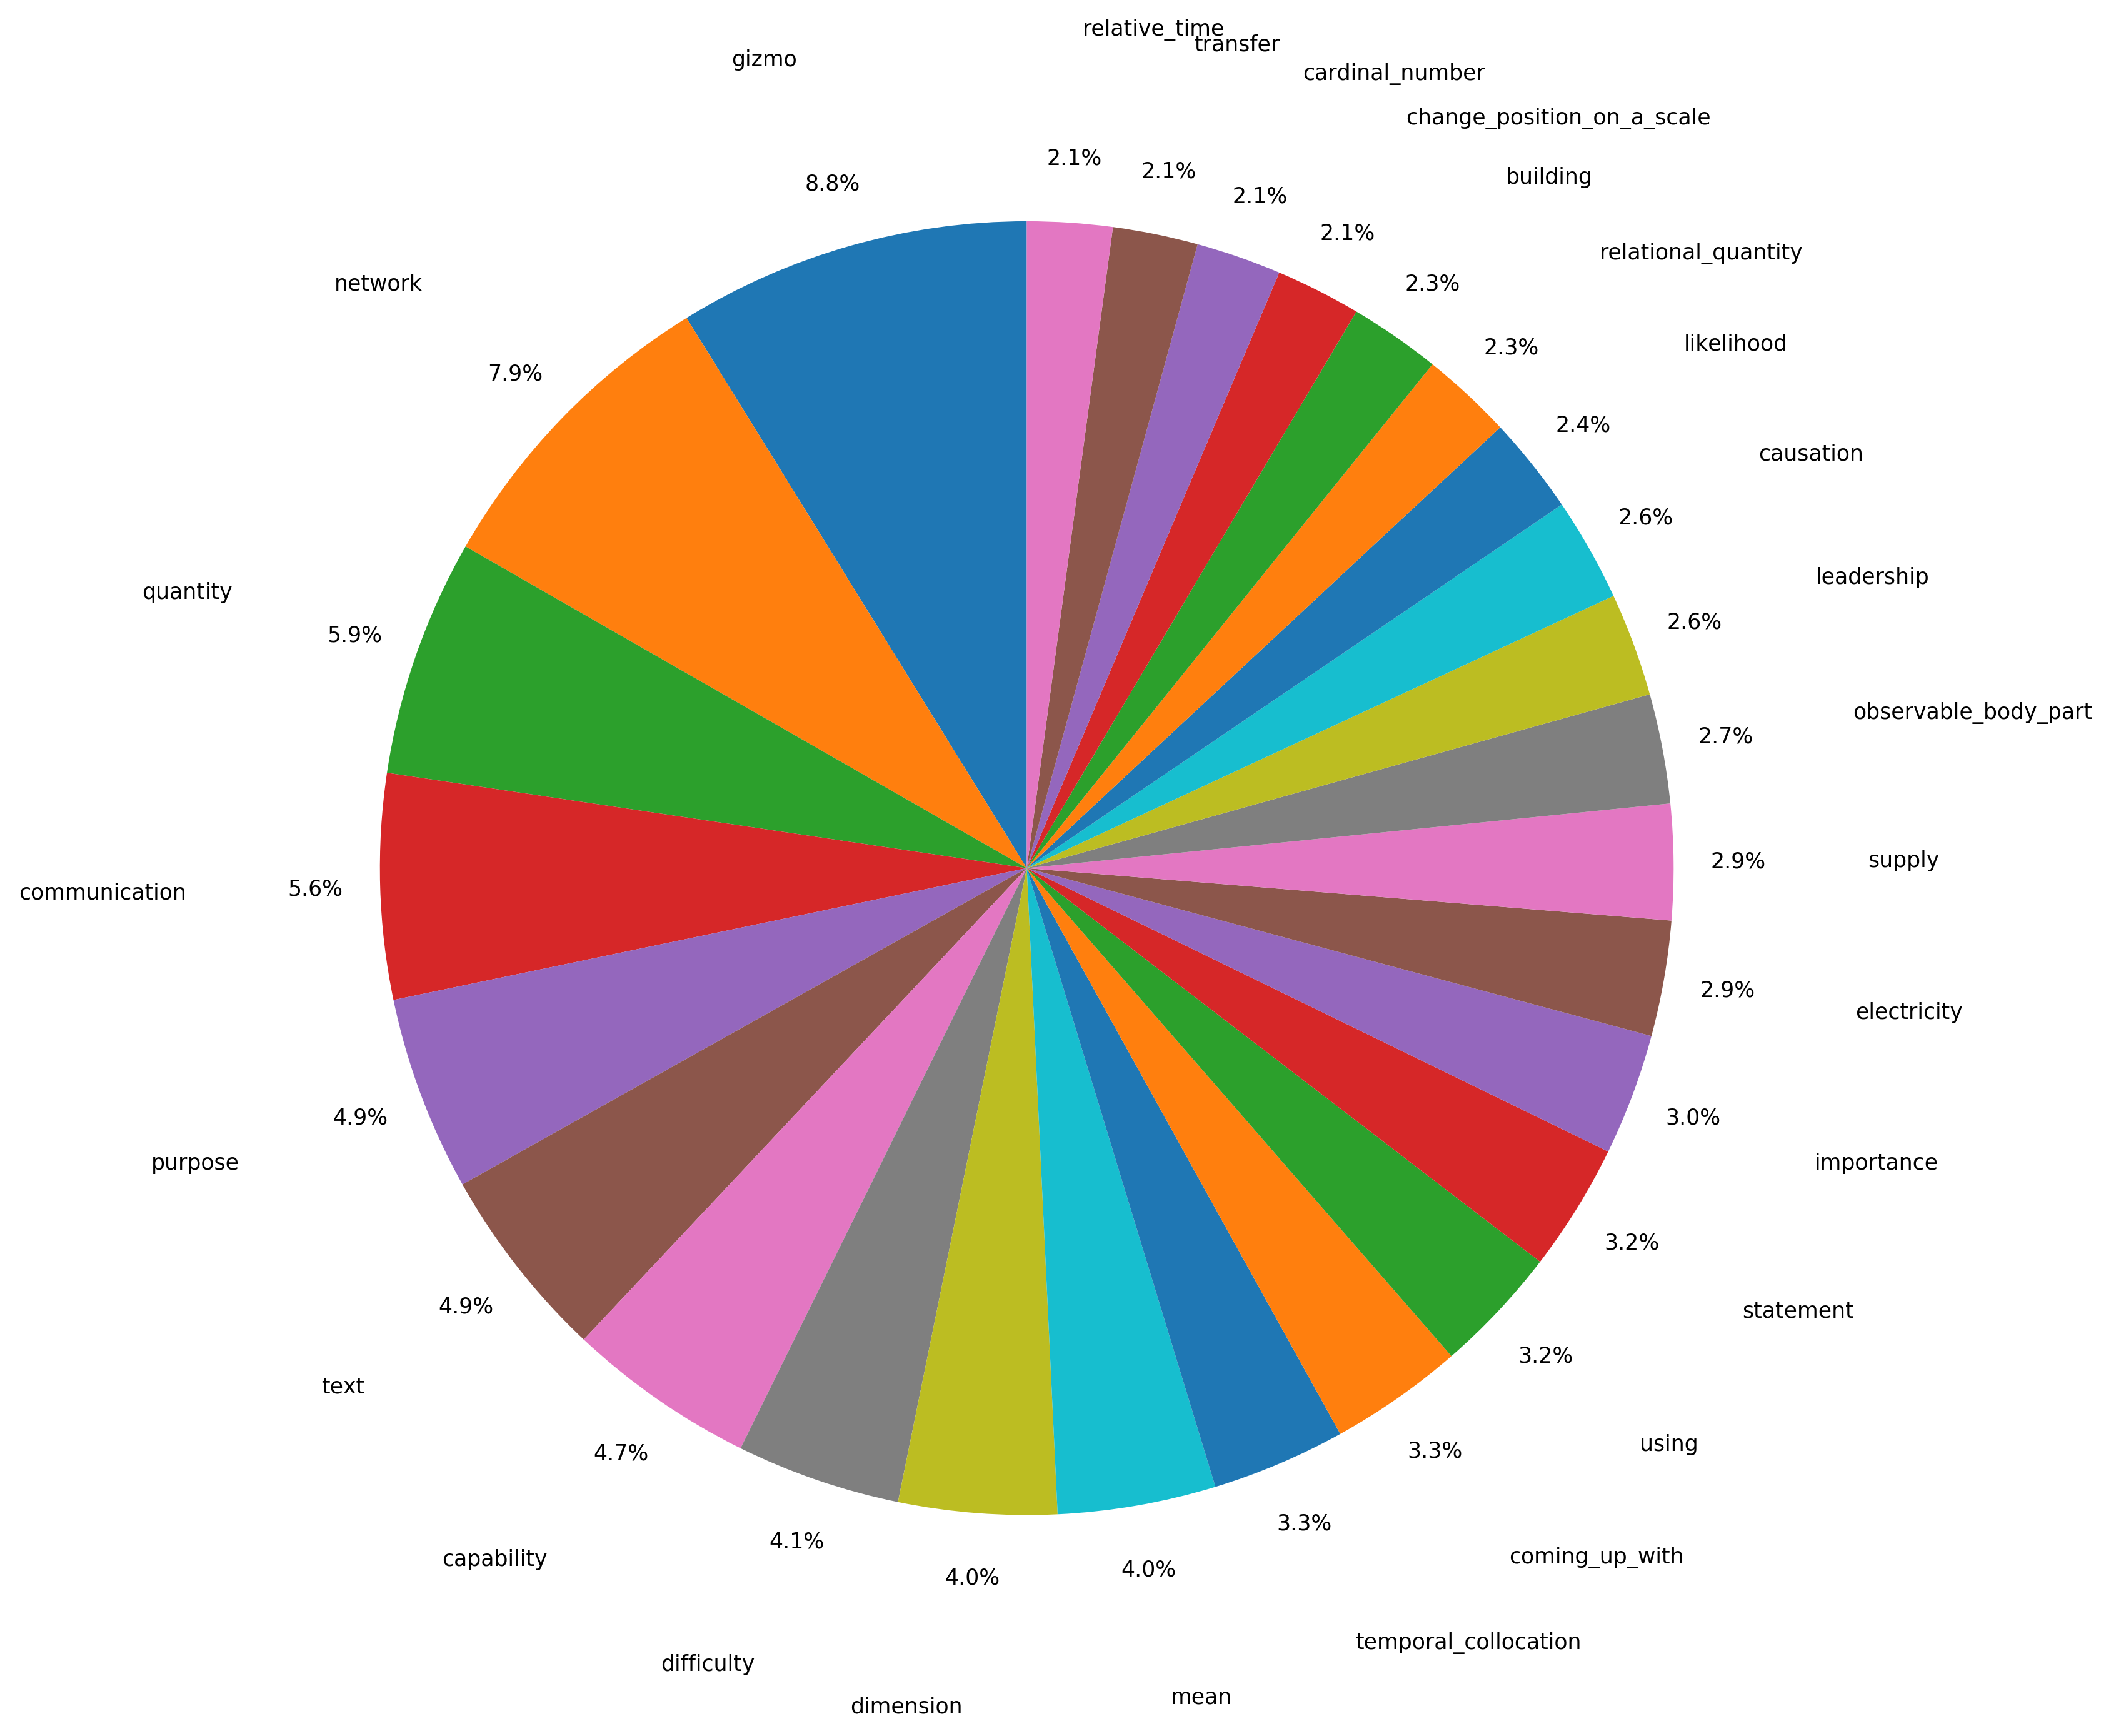 relative_time
transfer
gizmo
cardinal_number
change_position_on_a_scale
2.1%
2.1%
building
8.8%
2.1%
2.1%
relational_quantity
network
2.3%
likelihood
2.3%
7.9%
2.4%
causation
2.6%
leadership
quantity
2.6%
5.9%
observable_body_part
2.7%
supply
2.9%
communication
5.6%
2.9%
electricity
4.9%
3.0%
purpose
importance
3.2%
4.9%
statement
3.2%
text
using
4.7%
3.3%
3.3%
4.1%
coming_up_with
capability
4.0%
4.0%
temporal_collocation
difficulty
mean
dimension